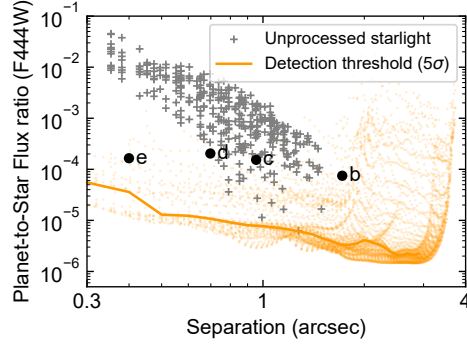 Planet-to-Star Flux ratio (F444W)
10⁻¹
10⁻²
10⁻³
10⁻⁴
10⁻⁵
10⁻⁶
Unprocessed starlight
Detection threshold (5σ)
e
d
c
b
0.3
1
4
Separation (arcsec)